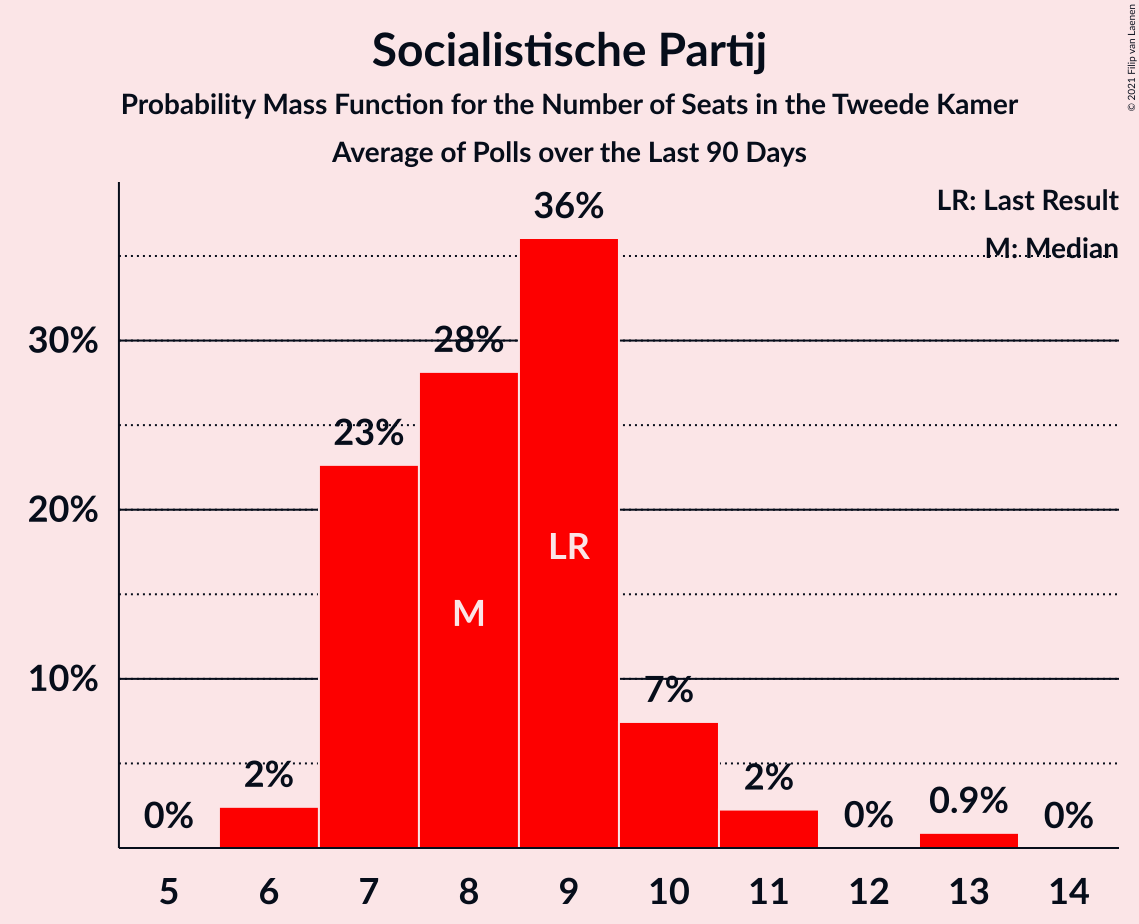 Socialistische Partij
Probability Mass Function for the Number of Seats in the Tweede Kamer
Average of Polls over the Last 90 Days
© 2021 Filip van Laenen
LR: Last Result
M: Median
36%
28%
23%
7%
2%
2%
0.9%
0%
0%
0%
LR
M
30%
20%
10%
5 6 7 8 9 10 11 12 13 14